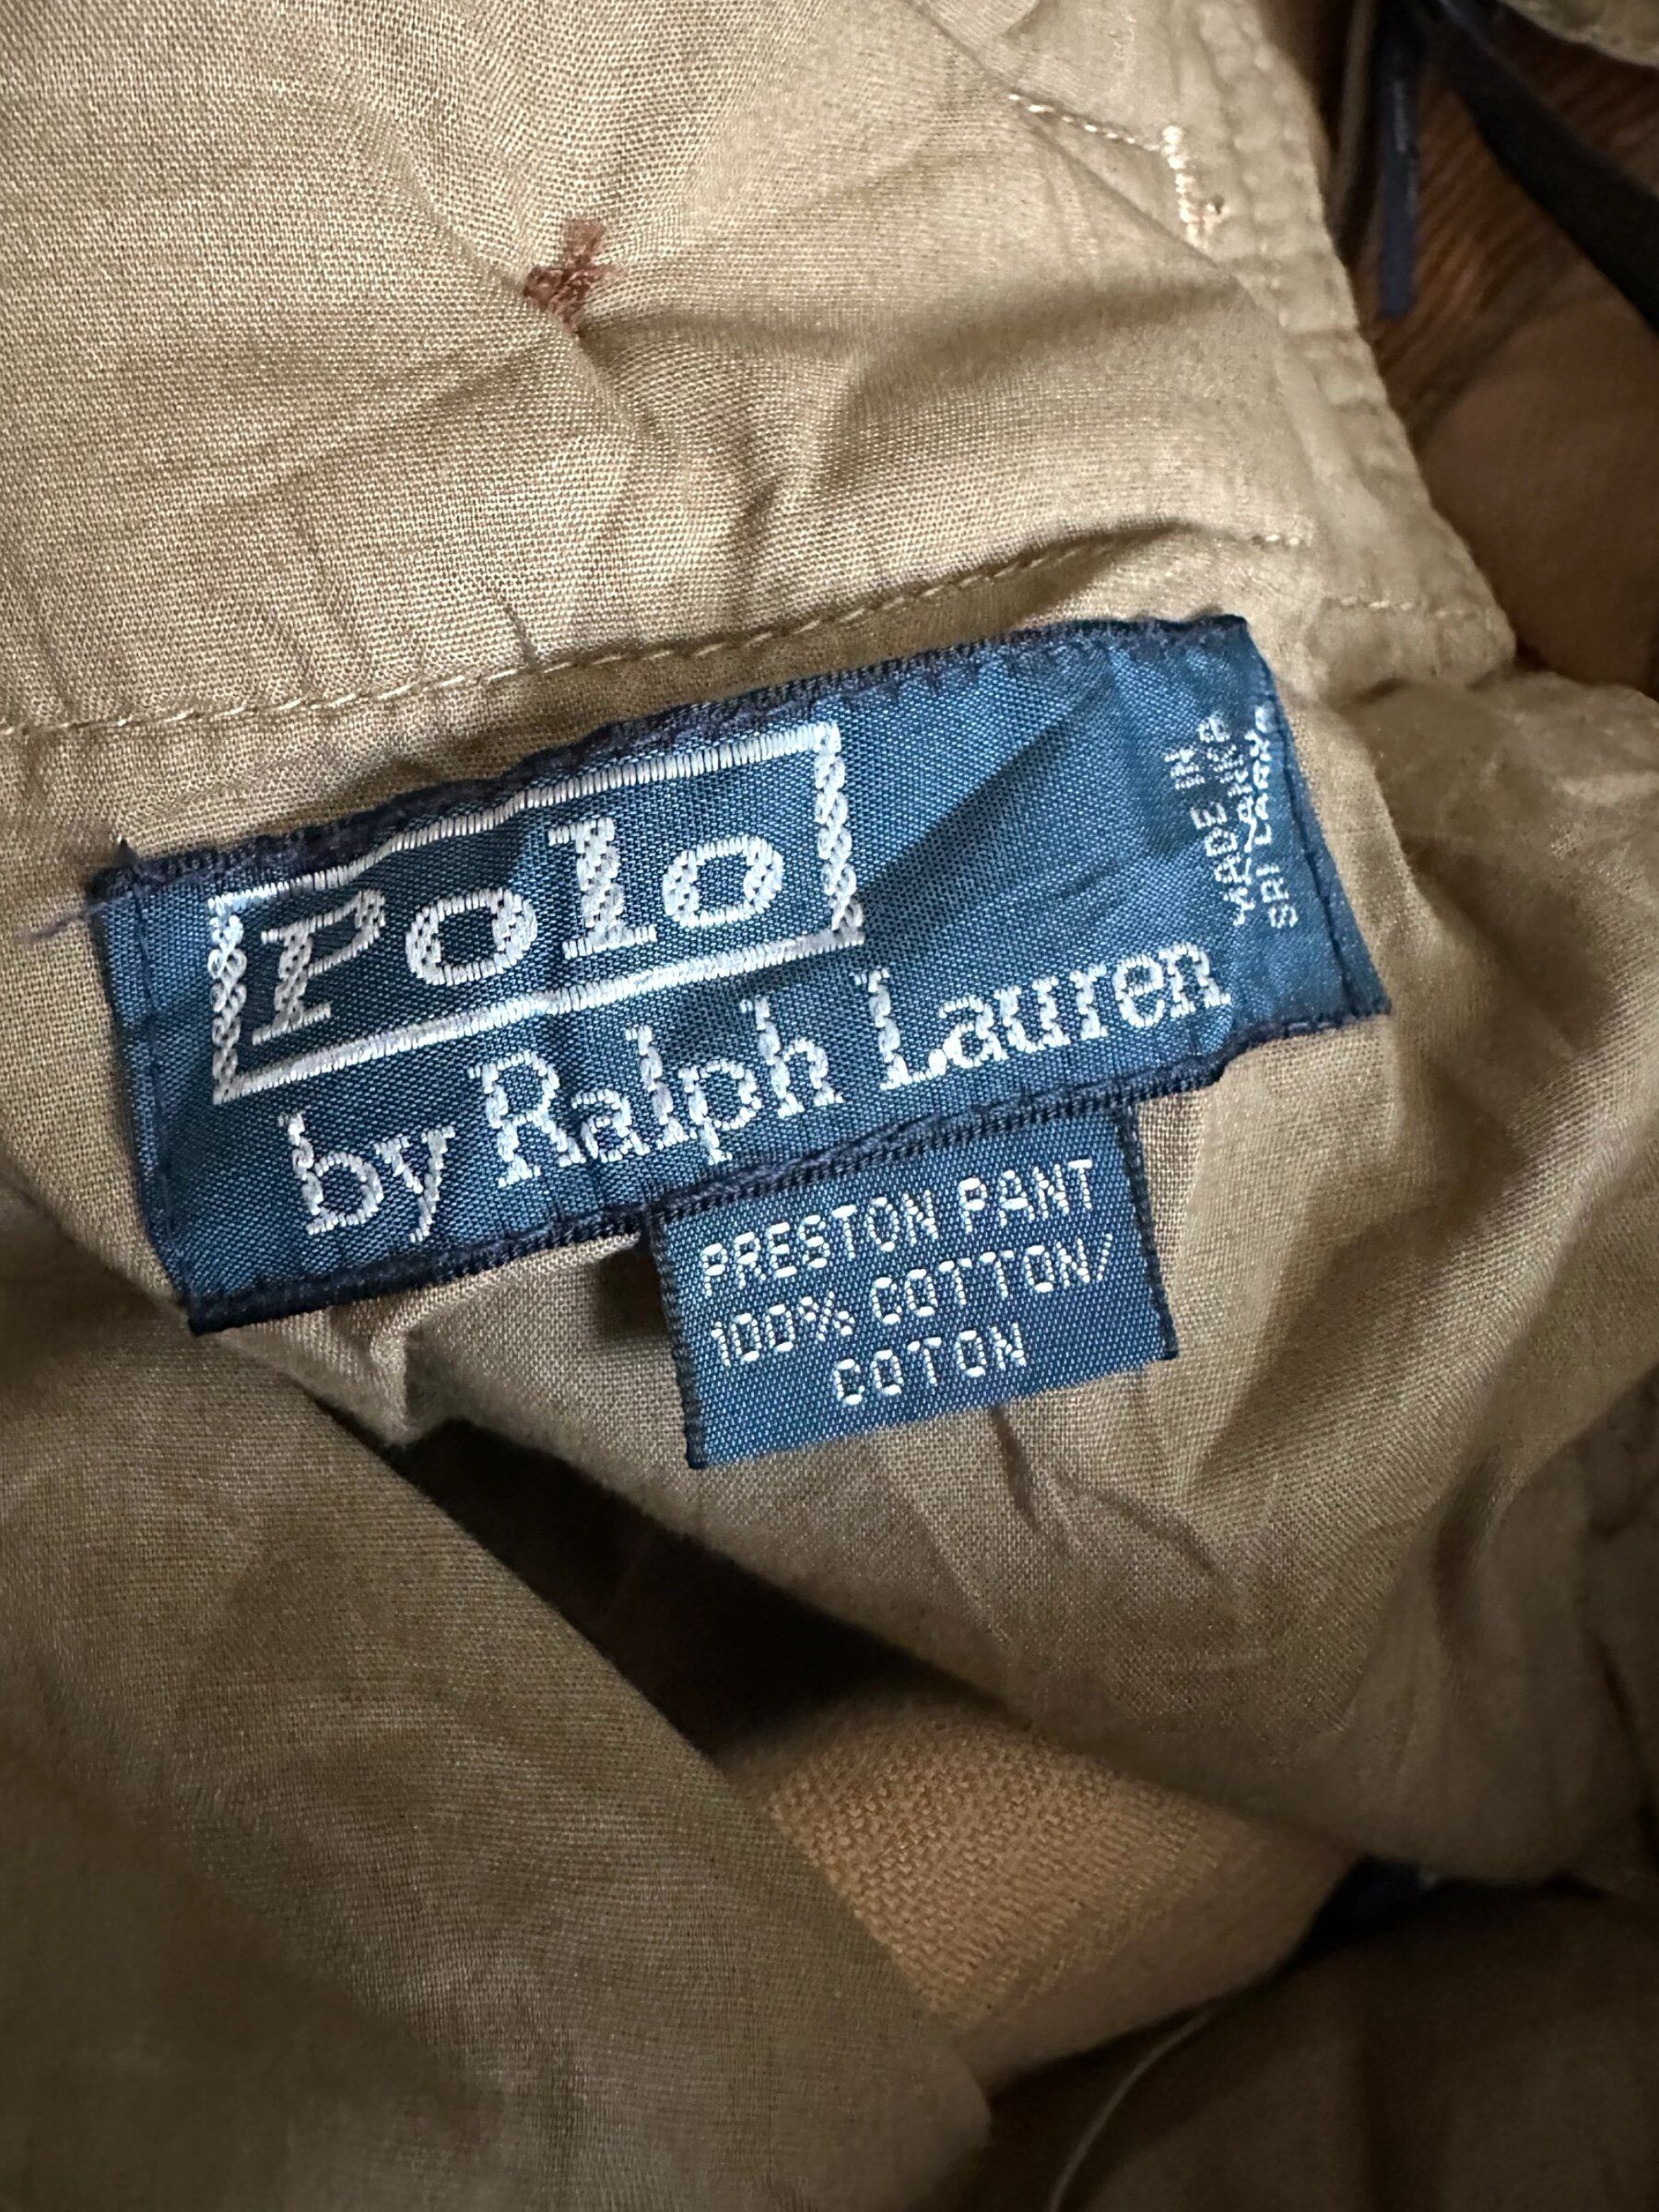 Polo
by Ralph Lauren
MADE IN
SRI LANKA
PRESTON PANT
100% COTTON/
COTON